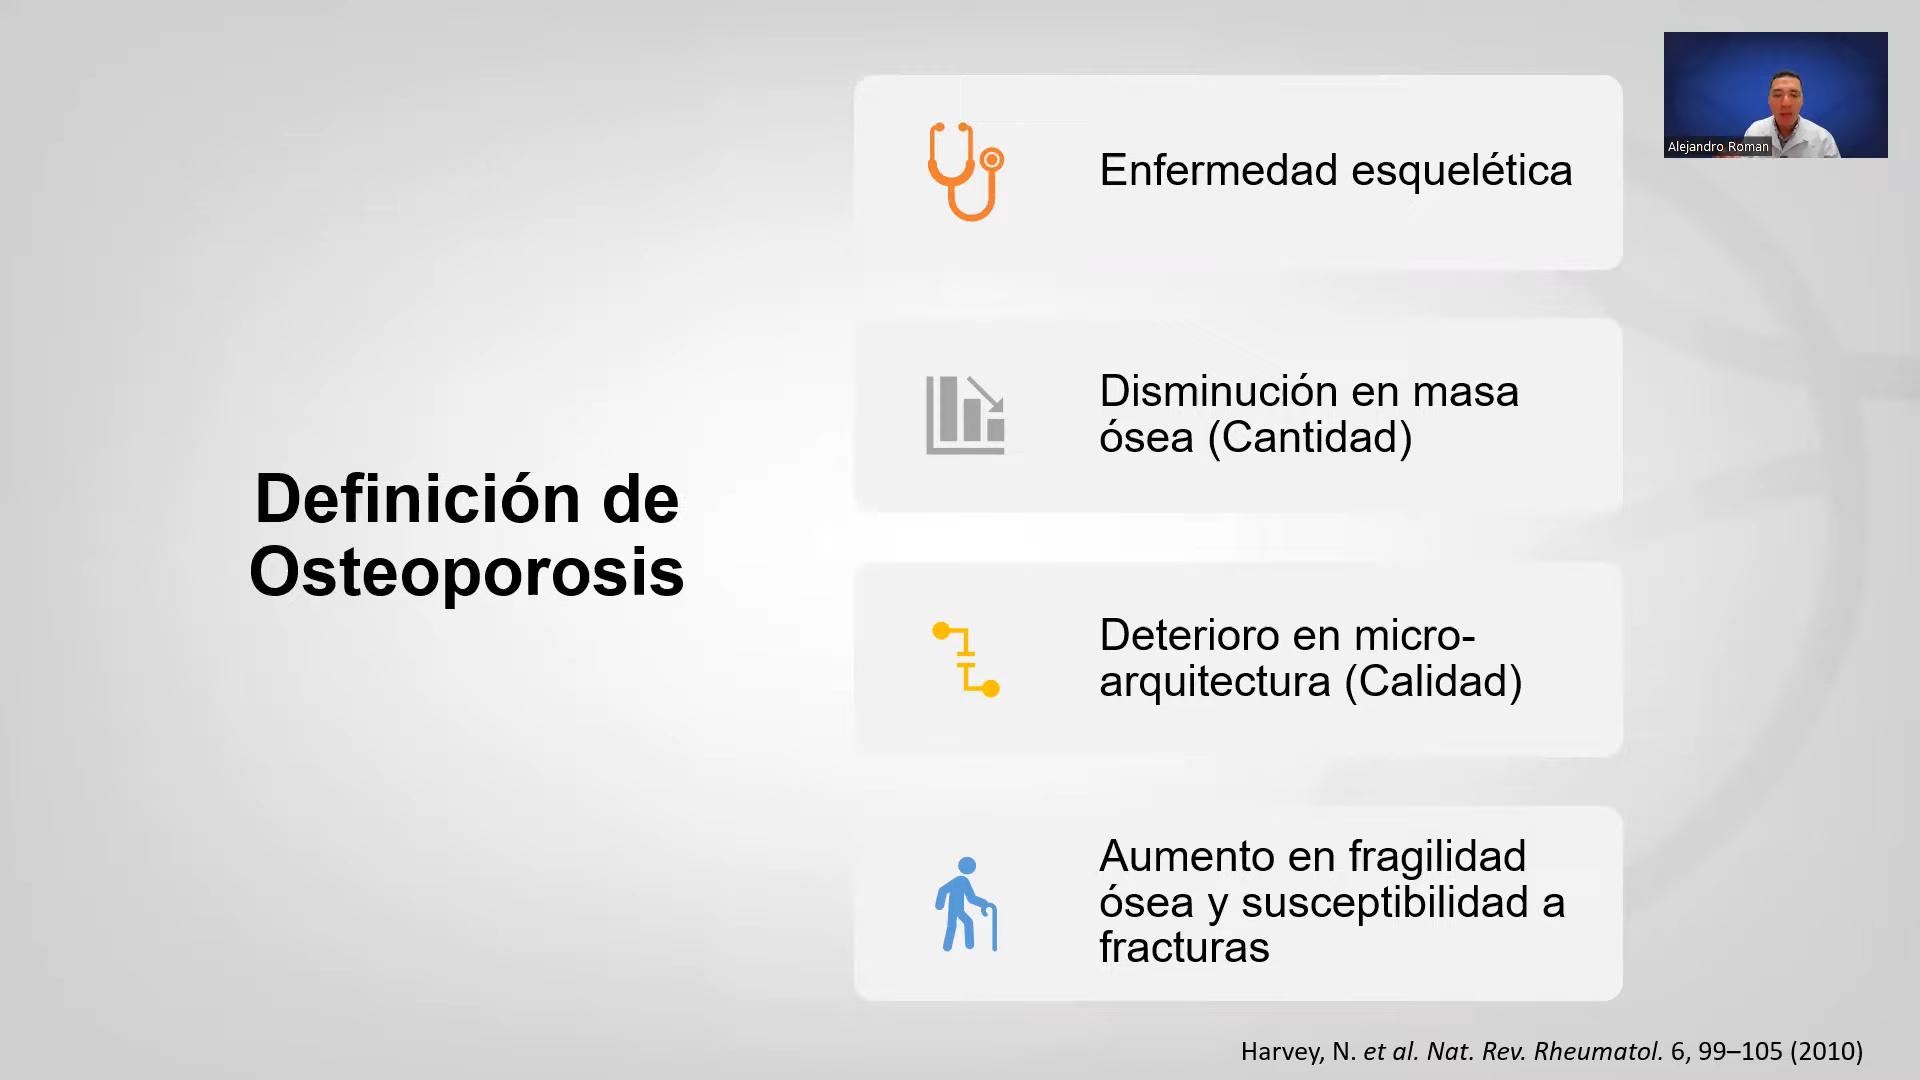 Definición de
Osteoporosis
Enfermedad esquelética
Disminución en masa
ósea (Cantidad)
Deterioro en micro-
arquitectura (Calidad)
Aumento en fragilidad
ósea y susceptibilidad a
fracturas
Harvey, N. et al. Nat. Rev. Rheumatol. 6, 99–105 (2010)
Alejandro Roman